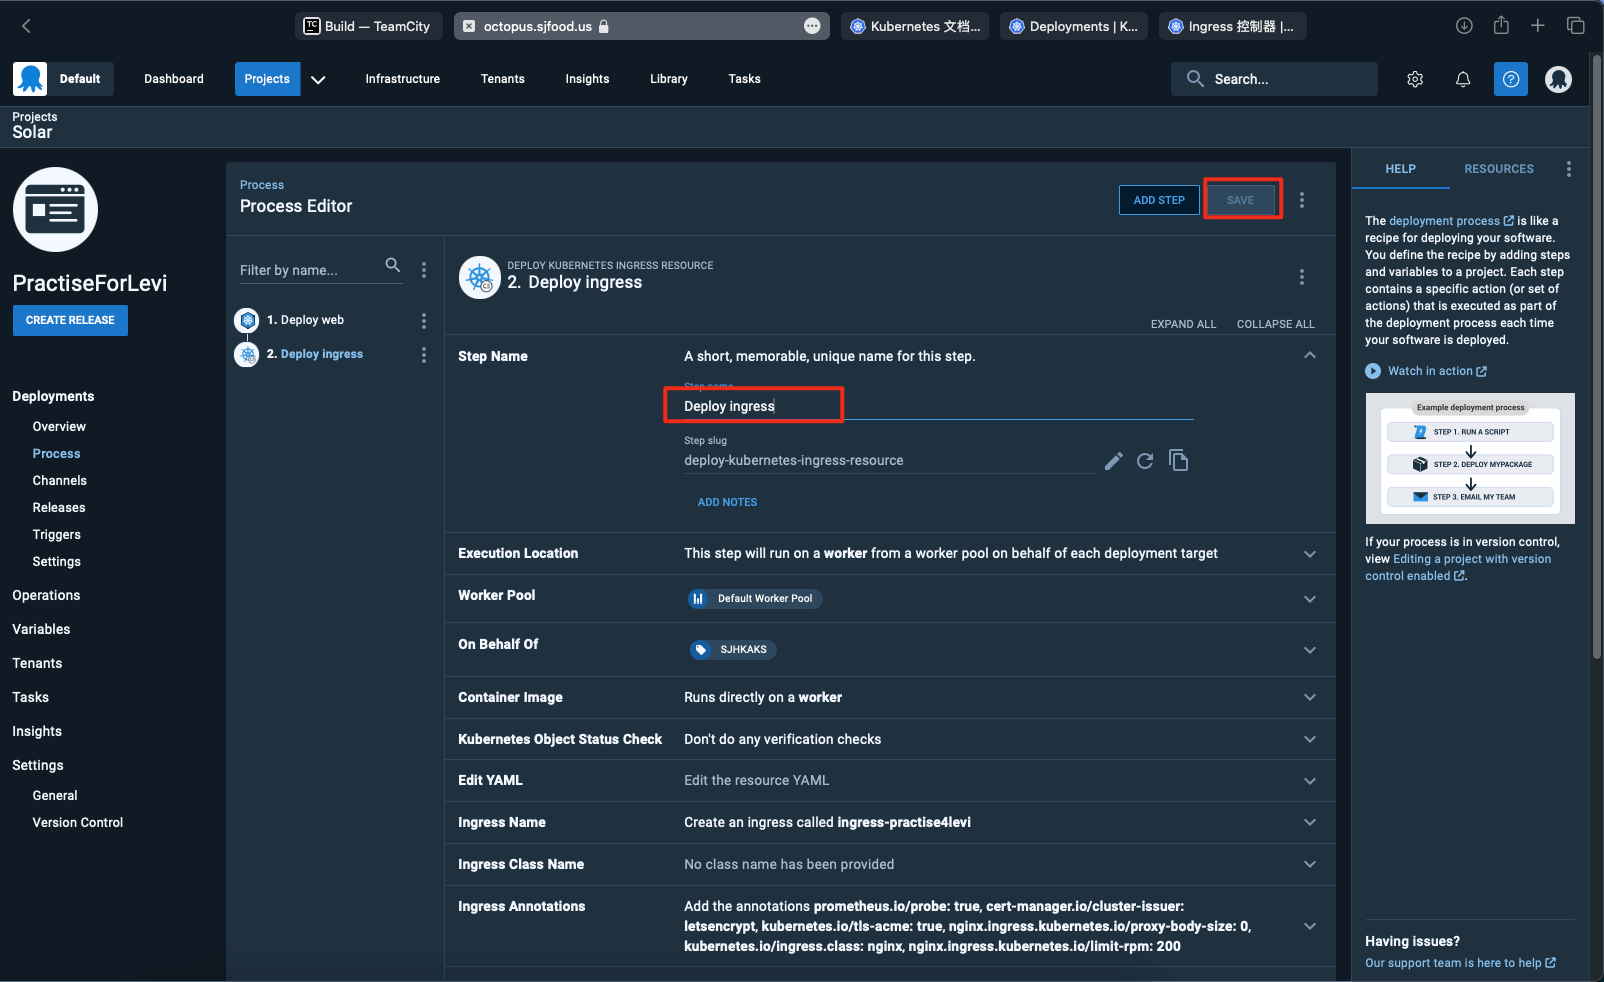 Build — TeamCity
octopus.sjfood.us
Kubernetes 文档...
Deployments | K...
Ingress 控制器 |...
Default
Dashboard
Projects
Infrastructure
Tenants
Insights
Library
Tasks
Search...
Projects
Solar
PractiseForLevi
CREATE RELEASE
Deployments
Overview
Process
Channels
Releases
Triggers
Settings
Operations
Variables
Tenants
Tasks
Insights
Settings
General
Version Control
Process
Process Editor
ADD STEP
SAVE
Filter by name...
1. Deploy web
2. Deploy ingress
DEPLOY KUBERNETES INGRESS RESOURCE
2. Deploy ingress
EXPAND ALL
COLLAPSE ALL
Step Name
A short, memorable, unique name for this step.
Step name
Deploy ingress
Step slug
deploy-kubernetes-ingress-resource
ADD NOTES
Execution Location
This step will run on a worker from a worker pool on behalf of each deployment target
Worker Pool
Default Worker Pool
On Behalf Of
SJHKAKS
Container Image
Runs directly on a worker
Kubernetes Object Status Check
Don't do any verification checks
Edit YAML
Edit the resource YAML
Ingress Name
Create an ingress called ingress-practise4levi
Ingress Class Name
No class name has been provided
Ingress Annotations
Add the annotations prometheus.io/probe: true, cert-manager.io/cluster-issuer:
letsencrypt, kubernetes.io/tls-acme: true, nginx.ingress.kubernetes.io/proxy-body-size: 0,
kubernetes.io/ingress.class: nginx, nginx.ingress.kubernetes.io/limit-rpm: 200
HELP
RESOURCES
The deployment process is like a
recipe for deploying your software.
You define the recipe by adding steps
and variables to a project. Each step
contains a specific action (or set of
actions) that is executed as part of
the deployment process each time
your software is deployed.
Watch in action
Example deployment process
STEP 1. RUN A SCRIPT
STEP 2. DEPLOY MYPACKAGE
STEP 3. EMAIL MY TEAM
If your process is in version control,
view Editing a project with version
control enabled.
Having issues?
Our support team is here to help